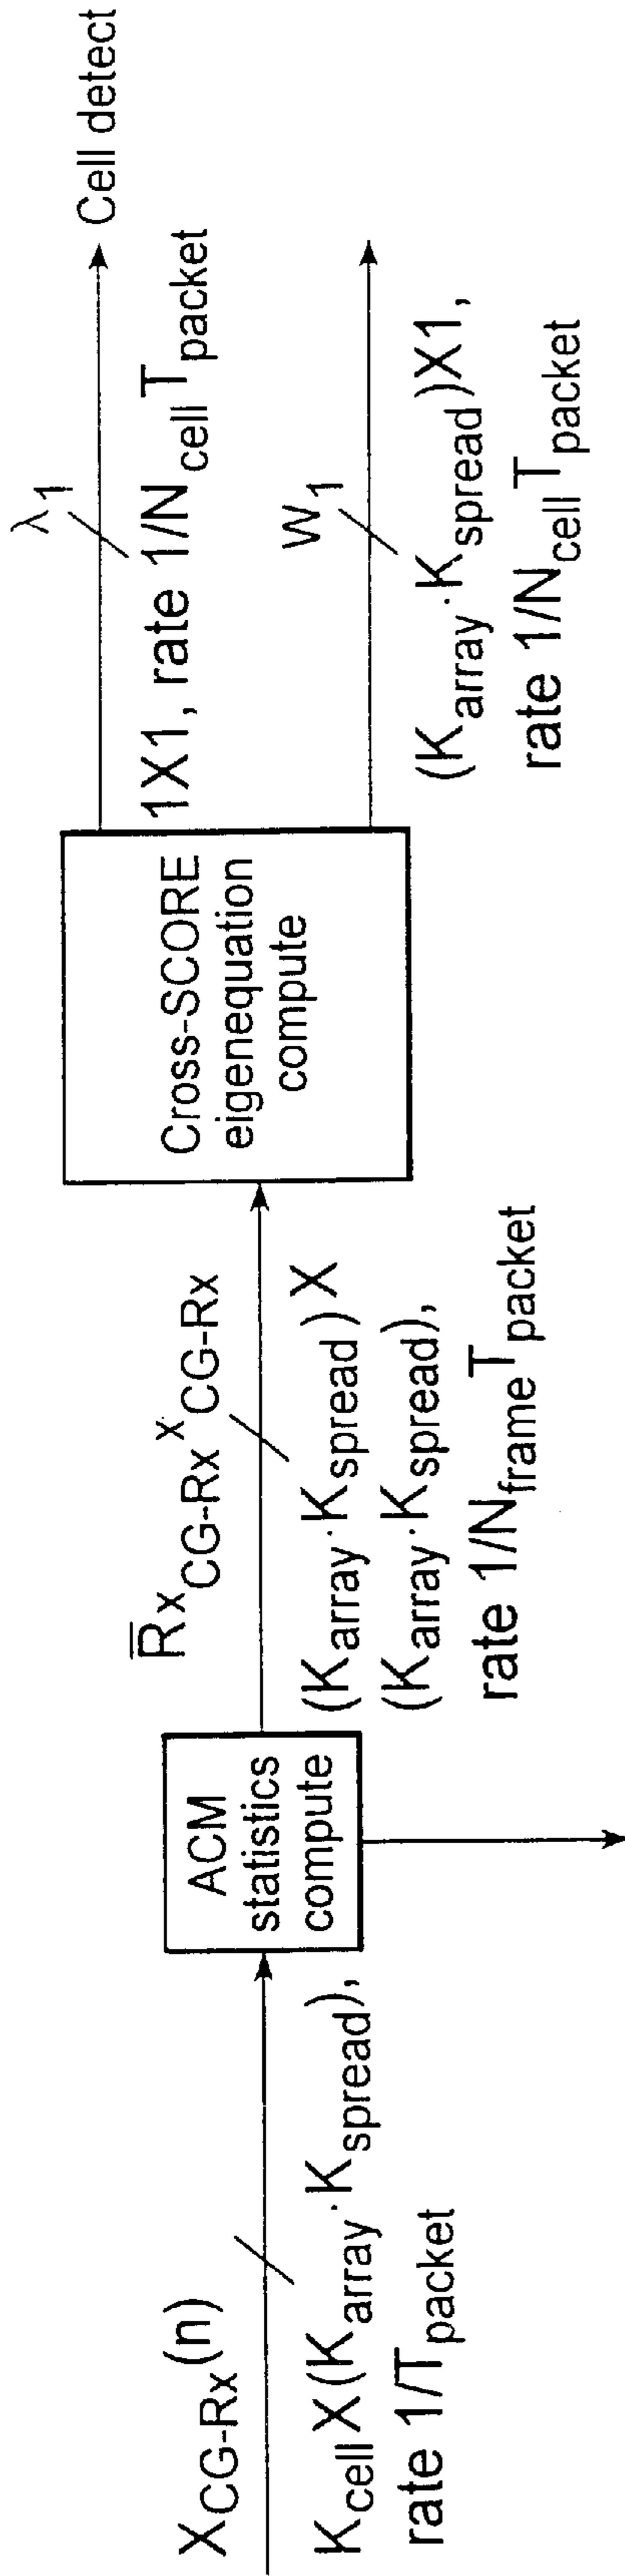 X_CG-Rx(n)
K_cell X (K_array · K_spread),
rate 1/T_packet
ACM
statistics
compute
R̅x_CG-Rx x_CG-Rx
(K_array · K_spread) X
(K_array · K_spread),
rate 1/N_frame T_packet
Cross-SCORE
eigenequation
compute
λ_1
Cell detect
1X1, rate 1/N_cell T_packet
W_1
(K_array · K_spread)X1,
rate 1/N_cell T_packet